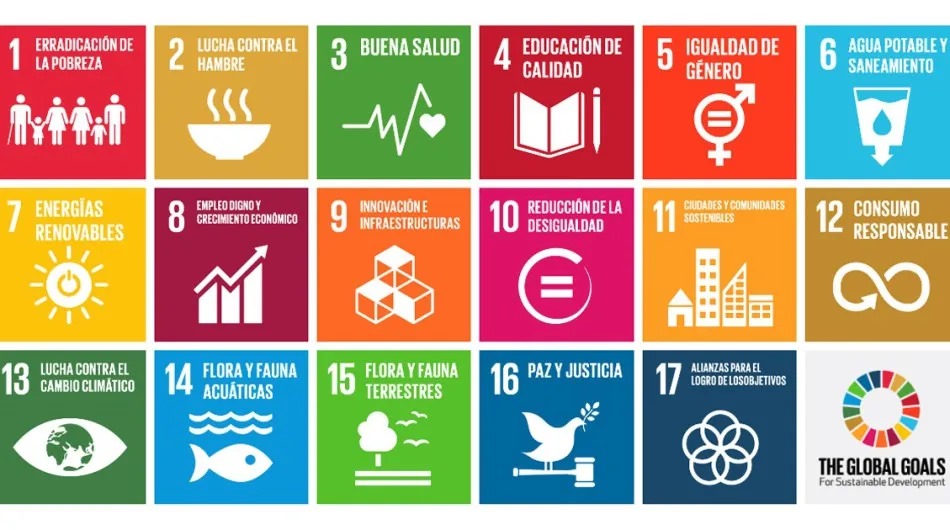 1 ERRADICACIÓN DE
LA POBREZA
2 LUCHA CONTRA EL
HAMBRE
3 BUENA SALUD
4 EDUCACIÓN DE
CALIDAD
5 IGUALDAD DE
GÉNERO
6 AGUA POTABLE Y
SANEAMIENTO
7 ENERGÍAS
RENOVABLES
8 EMPLEO DIGNO Y
CRECIMIENTO ECONÓMICO
9 INNOVACIÓN E
INFRAESTRUCTURAS
10 REDUCCIÓN DE LA
DESIGUALDAD
11 CIUDADES Y COMUNIDADES
SOSTENIBLES
12 CONSUMO
RESPONSABLE
13 LUCHA CONTRA EL
CAMBIO CLIMÁTICO
14 FLORA Y FAUNA
ACUÁTICAS
15 FLORA Y FAUNA
TERRESTRES
16 PAZ Y JUSTICIA
17 ALIANZAS PARA EL
LOGRO DE LOSOBJETIVOS
THE GLOBAL GOALS
For Sustainable Development